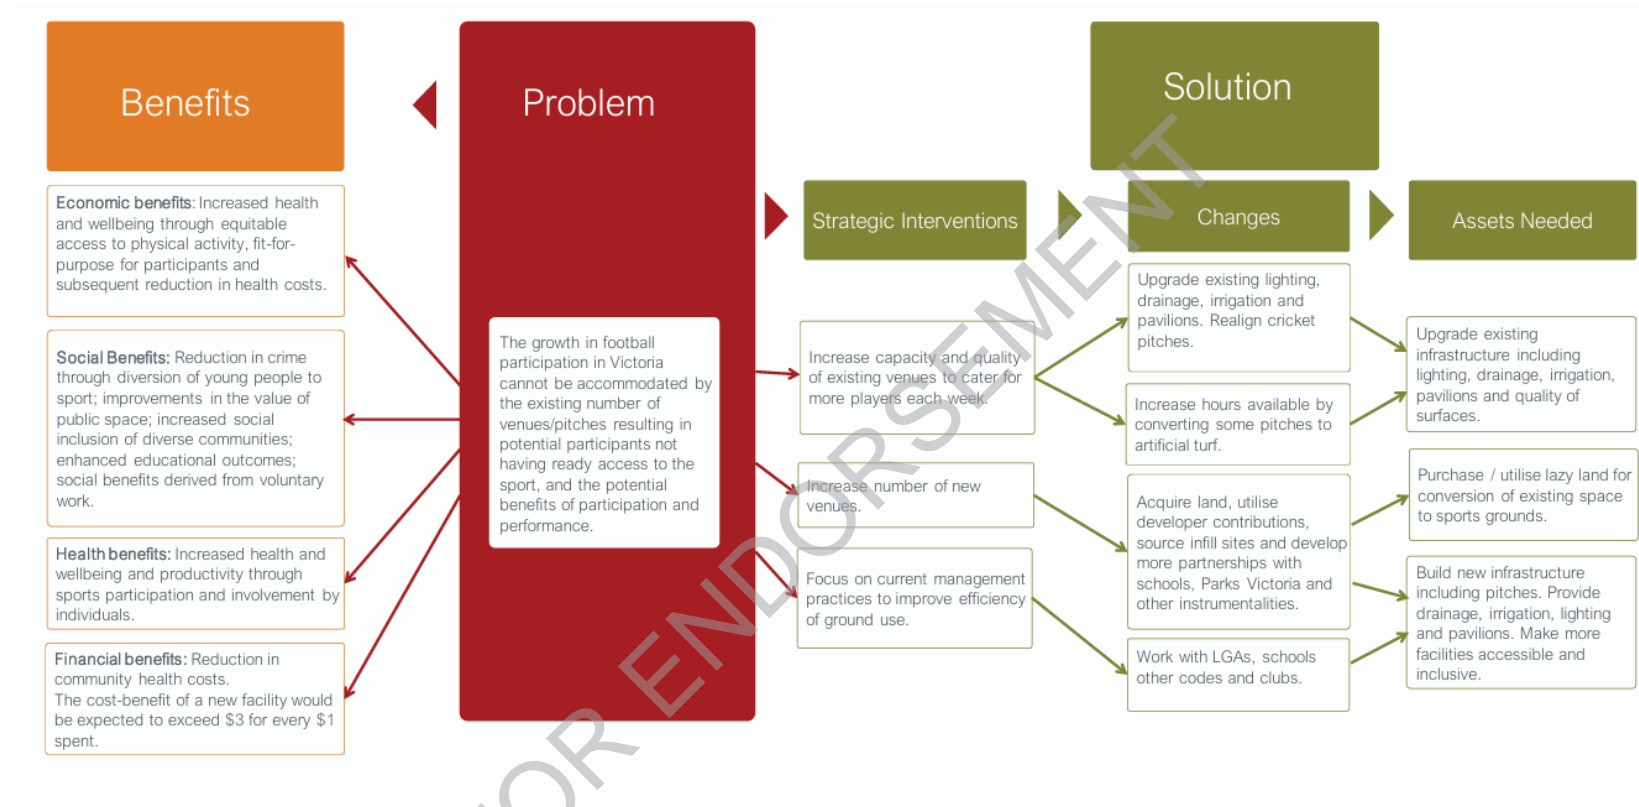 Benefits
Economic benefits: Increased health
and wellbeing through equitable
access to physical activity, fit-for-
purpose for participants and
subsequent reduction in health costs.
Social Benefits: Reduction in crime
through diversion of young people to
sport; improvements in the value of
public space; increased social
inclusion of diverse communities;
enhanced educational outcomes;
social benefits derived from voluntary
work.
Health benefits: Increased health and
wellbeing and productivity through
sports participation and involvement by
individuals.
Financial benefits: Reduction in
community health costs.
The cost-benefit of a new facility would
be expected to exceed $3 for every $1
spent.
Problem
The growth in football
participation in Victoria
cannot be accommodated by
the existing number of
venues/pitches resulting in
potential participants not
having ready access to the
sport, and the potential
benefits of participation and
performance.
Solution
Strategic Interventions
Increase capacity and quality
of existing venues to cater for
more players each week.
Increase number of new
venues.
Focus on current management
practices to improve efficiency
of ground use.
Changes
Upgrade existing lighting,
drainage, irrigation and
pavilions. Realign cricket
pitches.
Increase hours available by
converting some pitches to
artificial turf.
Acquire land, utilise
developer contributions,
source infill sites and develop
more partnerships with
schools, Parks Victoria and
other instrumentalities.
Work with LGAs, schools
other codes and clubs.
Assets Needed
Upgrade existing
infrastructure including
lighting, drainage, irrigation,
pavilions and quality of
surfaces.
Purchase / utilise lazy land for
conversion of existing space
to sports grounds.
Build new infrastructure
including pitches. Provide
drainage, irrigation, lighting
and pavilions. Make more
facilities accessible and
inclusive.
OR ENDORSEMENT